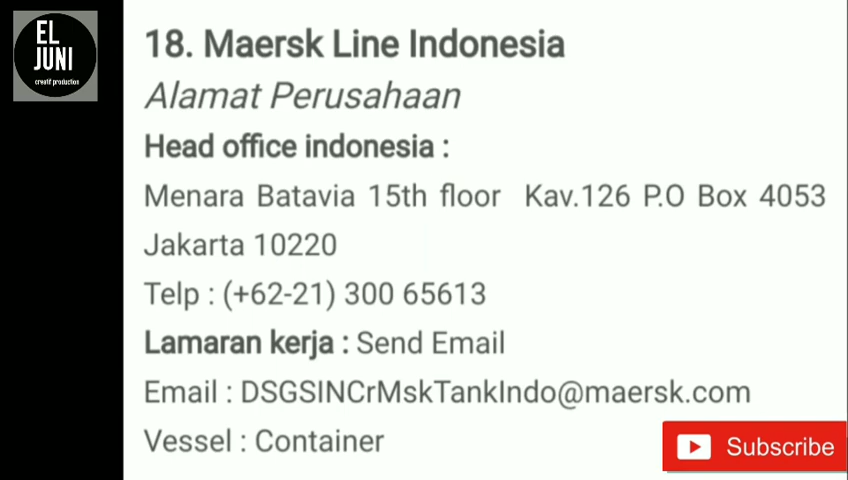 EL
JUNI
creatif production
18. Maersk Line Indonesia
Alamat Perusahaan
Head office indonesia :
Menara Batavia 15th floor Kav.126 P.O Box 4053
Jakarta 10220
Telp : (+62-21) 300 65613
Lamaran kerja : Send Email
Email : DSGSINCrMskTankIndo@maersk.com
Vessel : Container
Subscribe